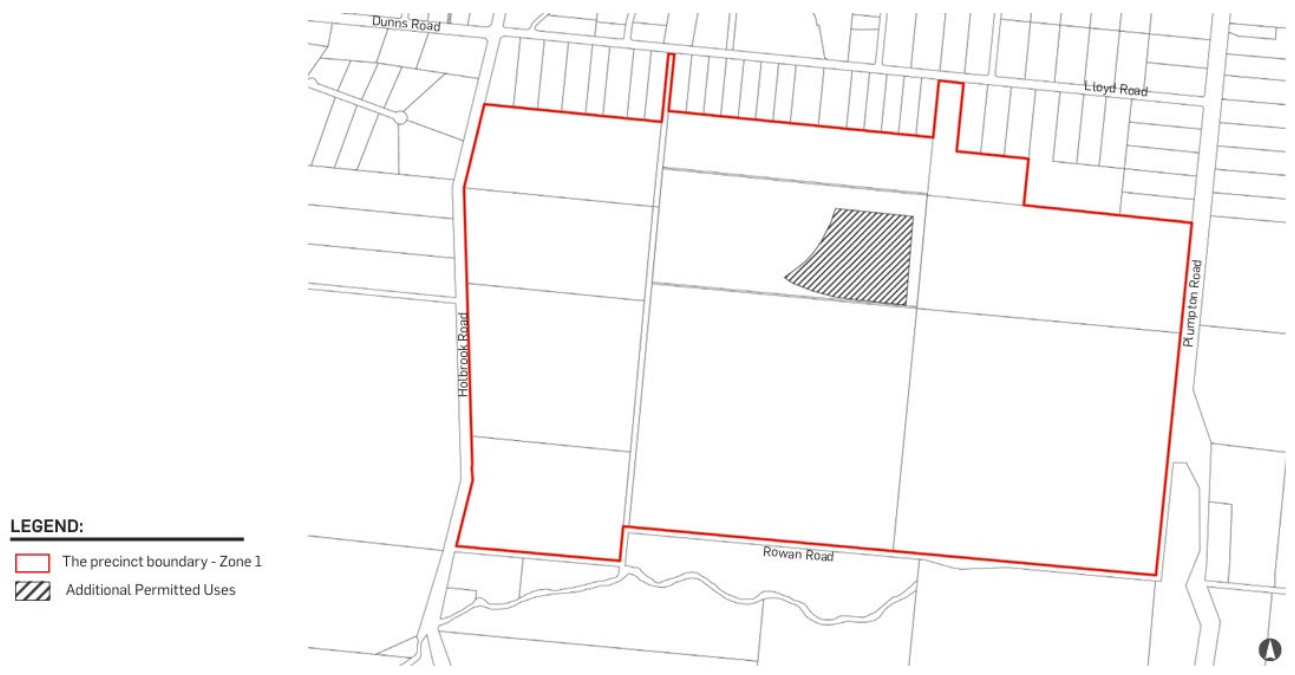 Dunns Road
Lloyd Road
Plumpton Road
Holbrook Road
Rowan Road
LEGEND:
The precinct boundary - Zone 1
Additional Permitted Uses